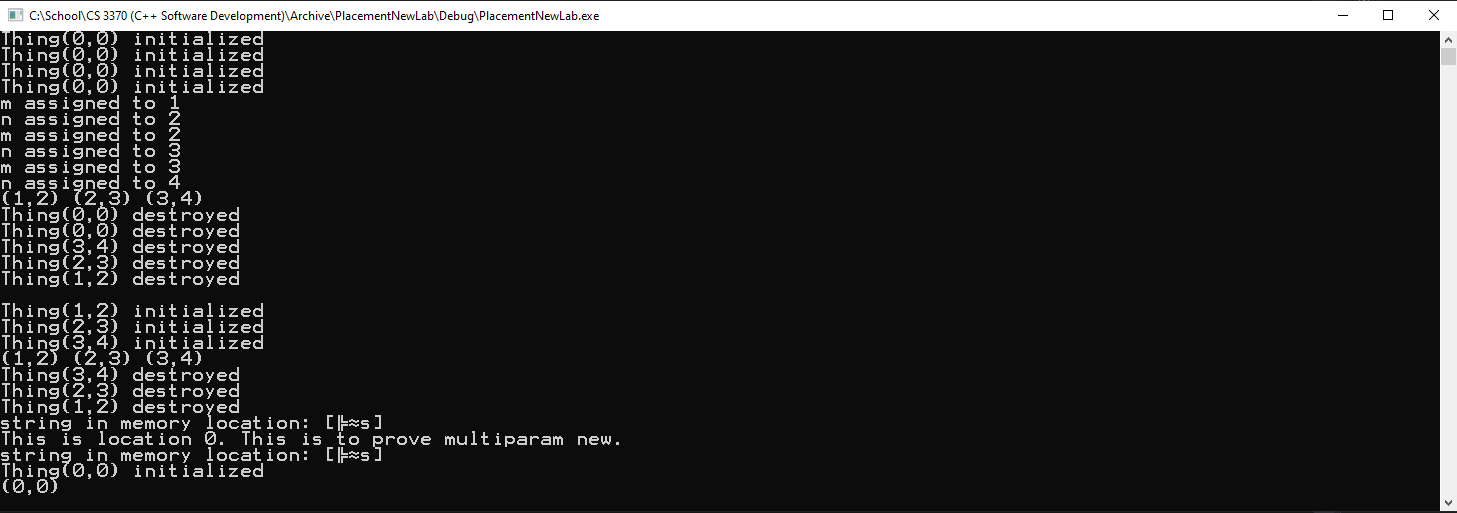 C:\School\CS 3370 (C++ Software Development)\Archive\PlacementNewLab\Debug\PlacementNewLab.exe
Thing(0,0) initialized
Thing(0,0) initialized
Thing(0,0) initialized
Thing(0,0) initialized
m assigned to 1
n assigned to 2
m assigned to 2
n assigned to 3
m assigned to 3
n assigned to 4
(1,2) (2,3) (3,4)
Thing(0,0) destroyed
Thing(0,0) destroyed
Thing(3,4) destroyed
Thing(2,3) destroyed
Thing(1,2) destroyed
Thing(1,2) initialized
Thing(2,3) initialized
Thing(3,4) initialized
(1,2) (2,3) (3,4)
Thing(3,4) destroyed
Thing(2,3) destroyed
Thing(1,2) destroyed
string in memory location: [╠≈s]
This is location 0. This is to prove multiparam new.
string in memory location: [╠≈s]
Thing(0,0) initialized
(0,0)